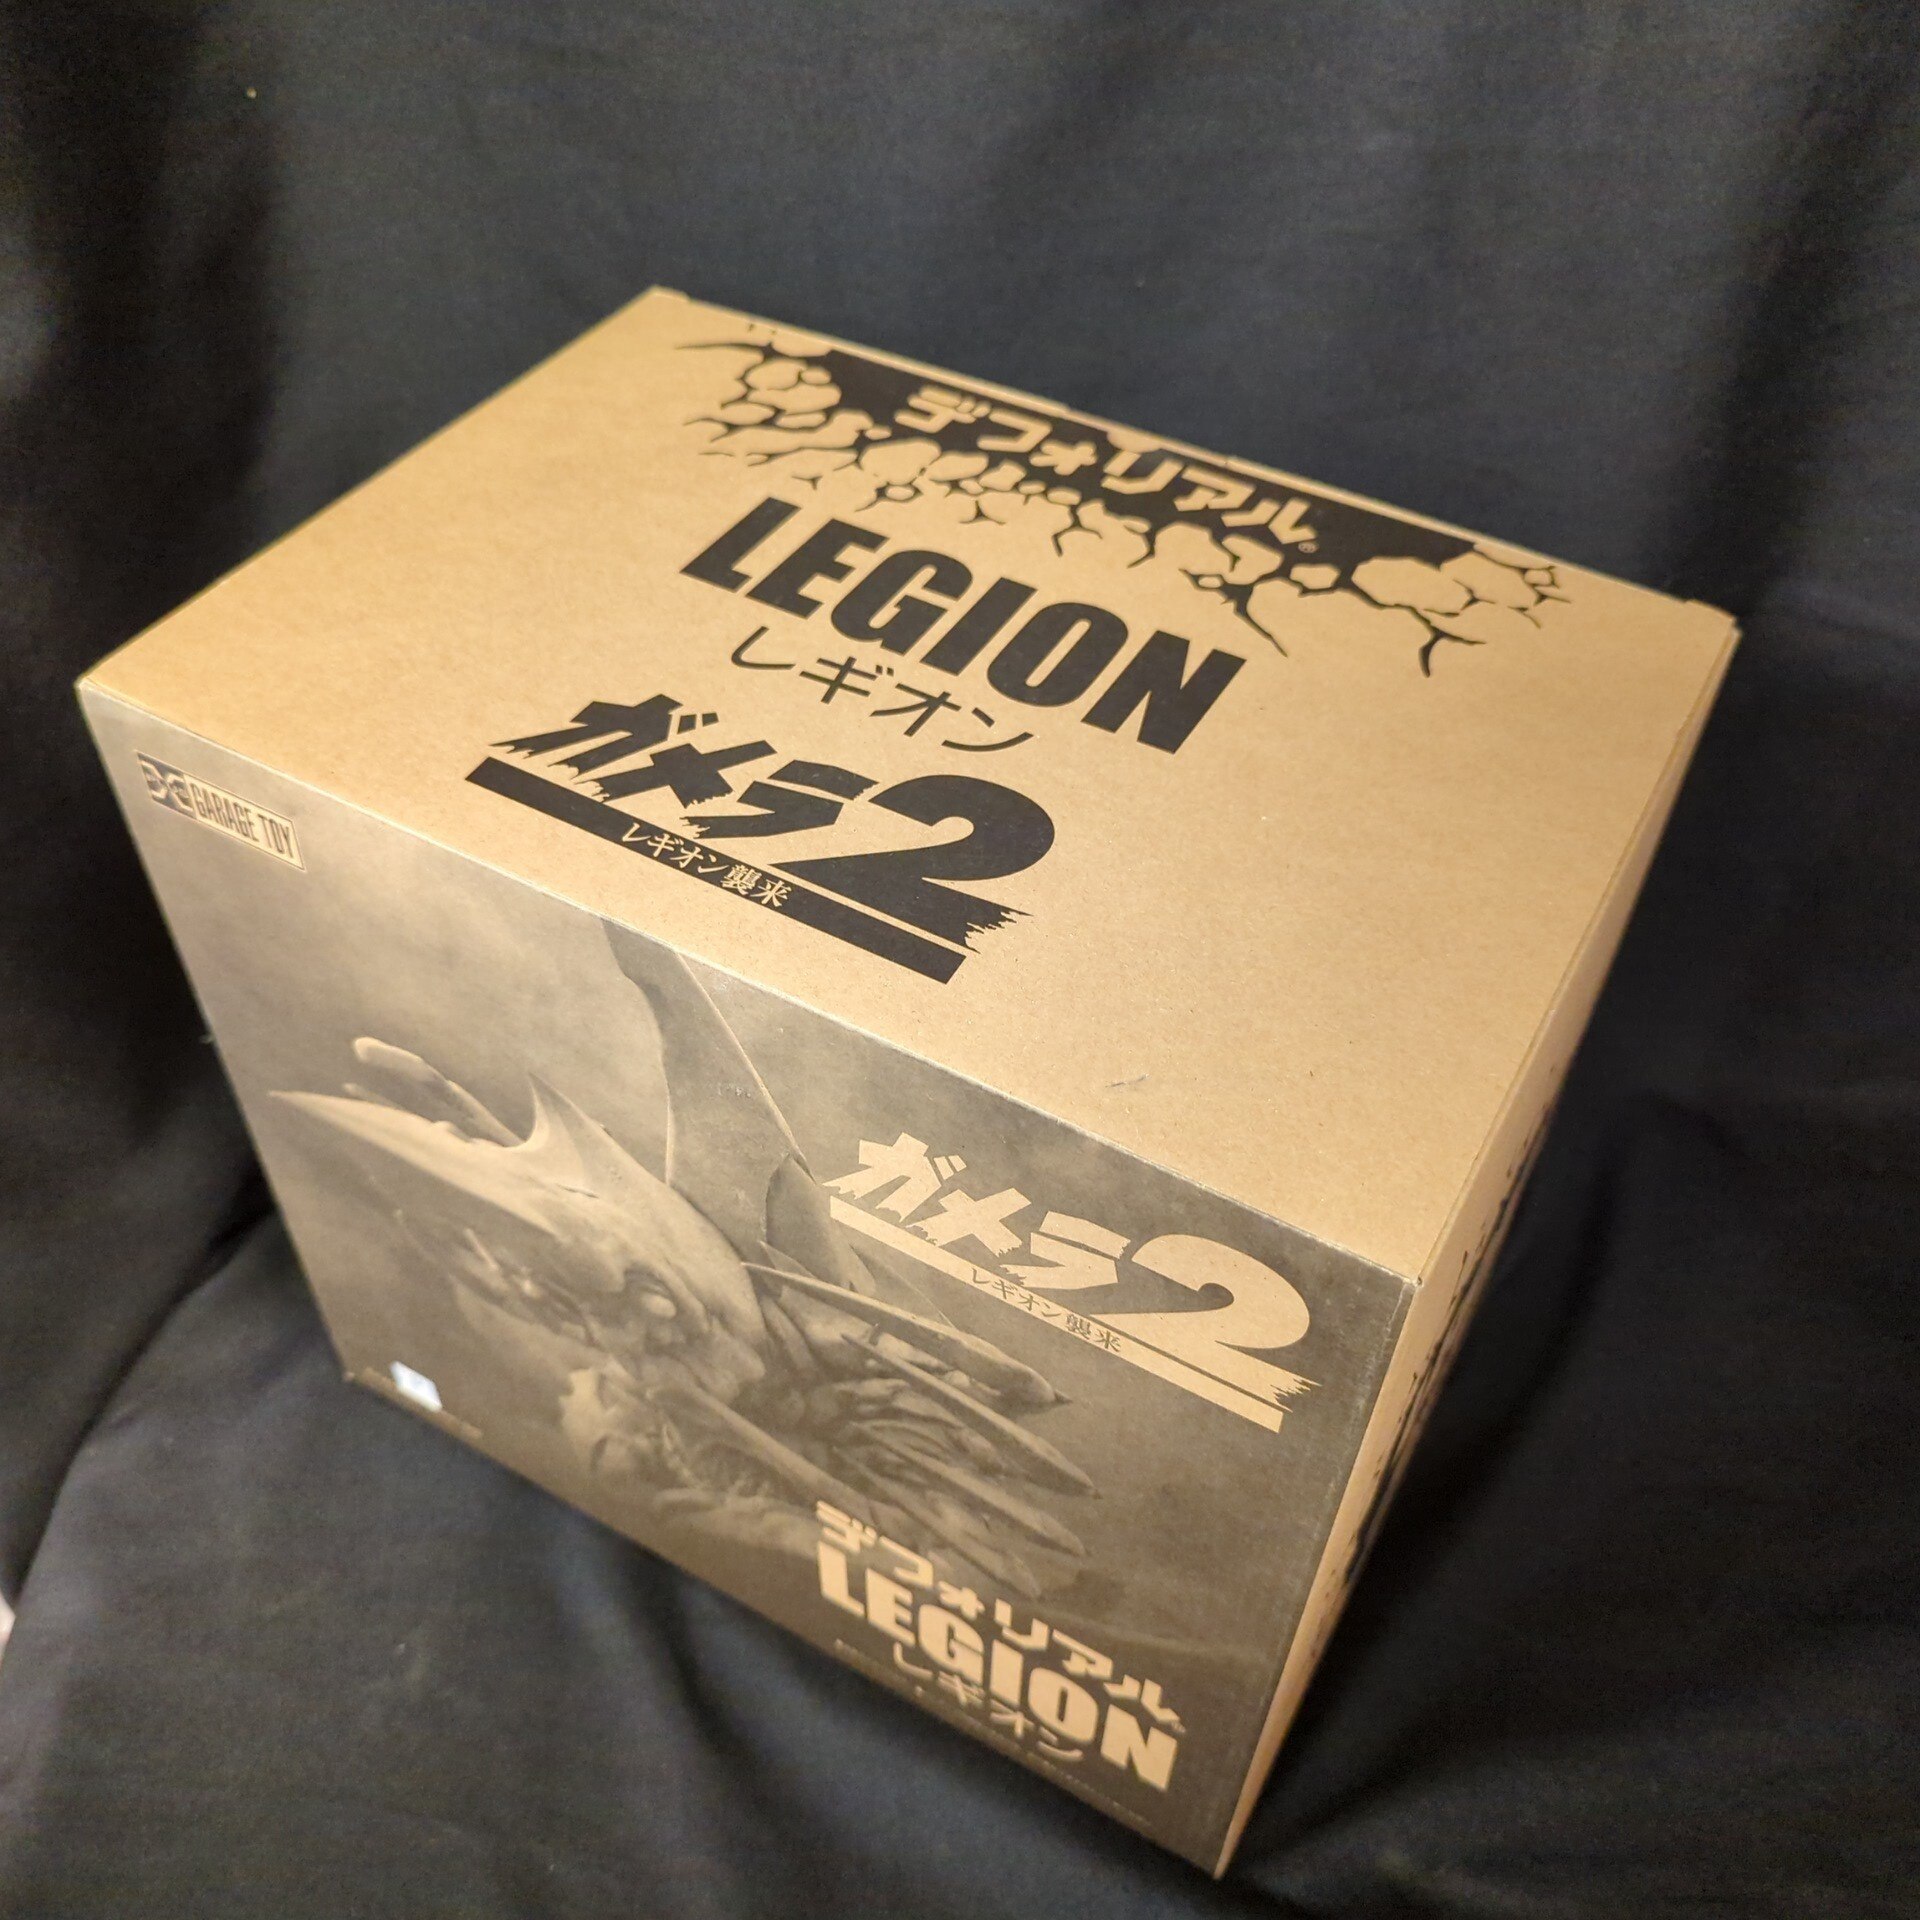 デフォリアル®
LEGION
レギオン
ガメラ2
レギオン襲来
GARAGE TOY
ガメラ2
レギオン襲来
デフォリアル
LEGION
レギオン